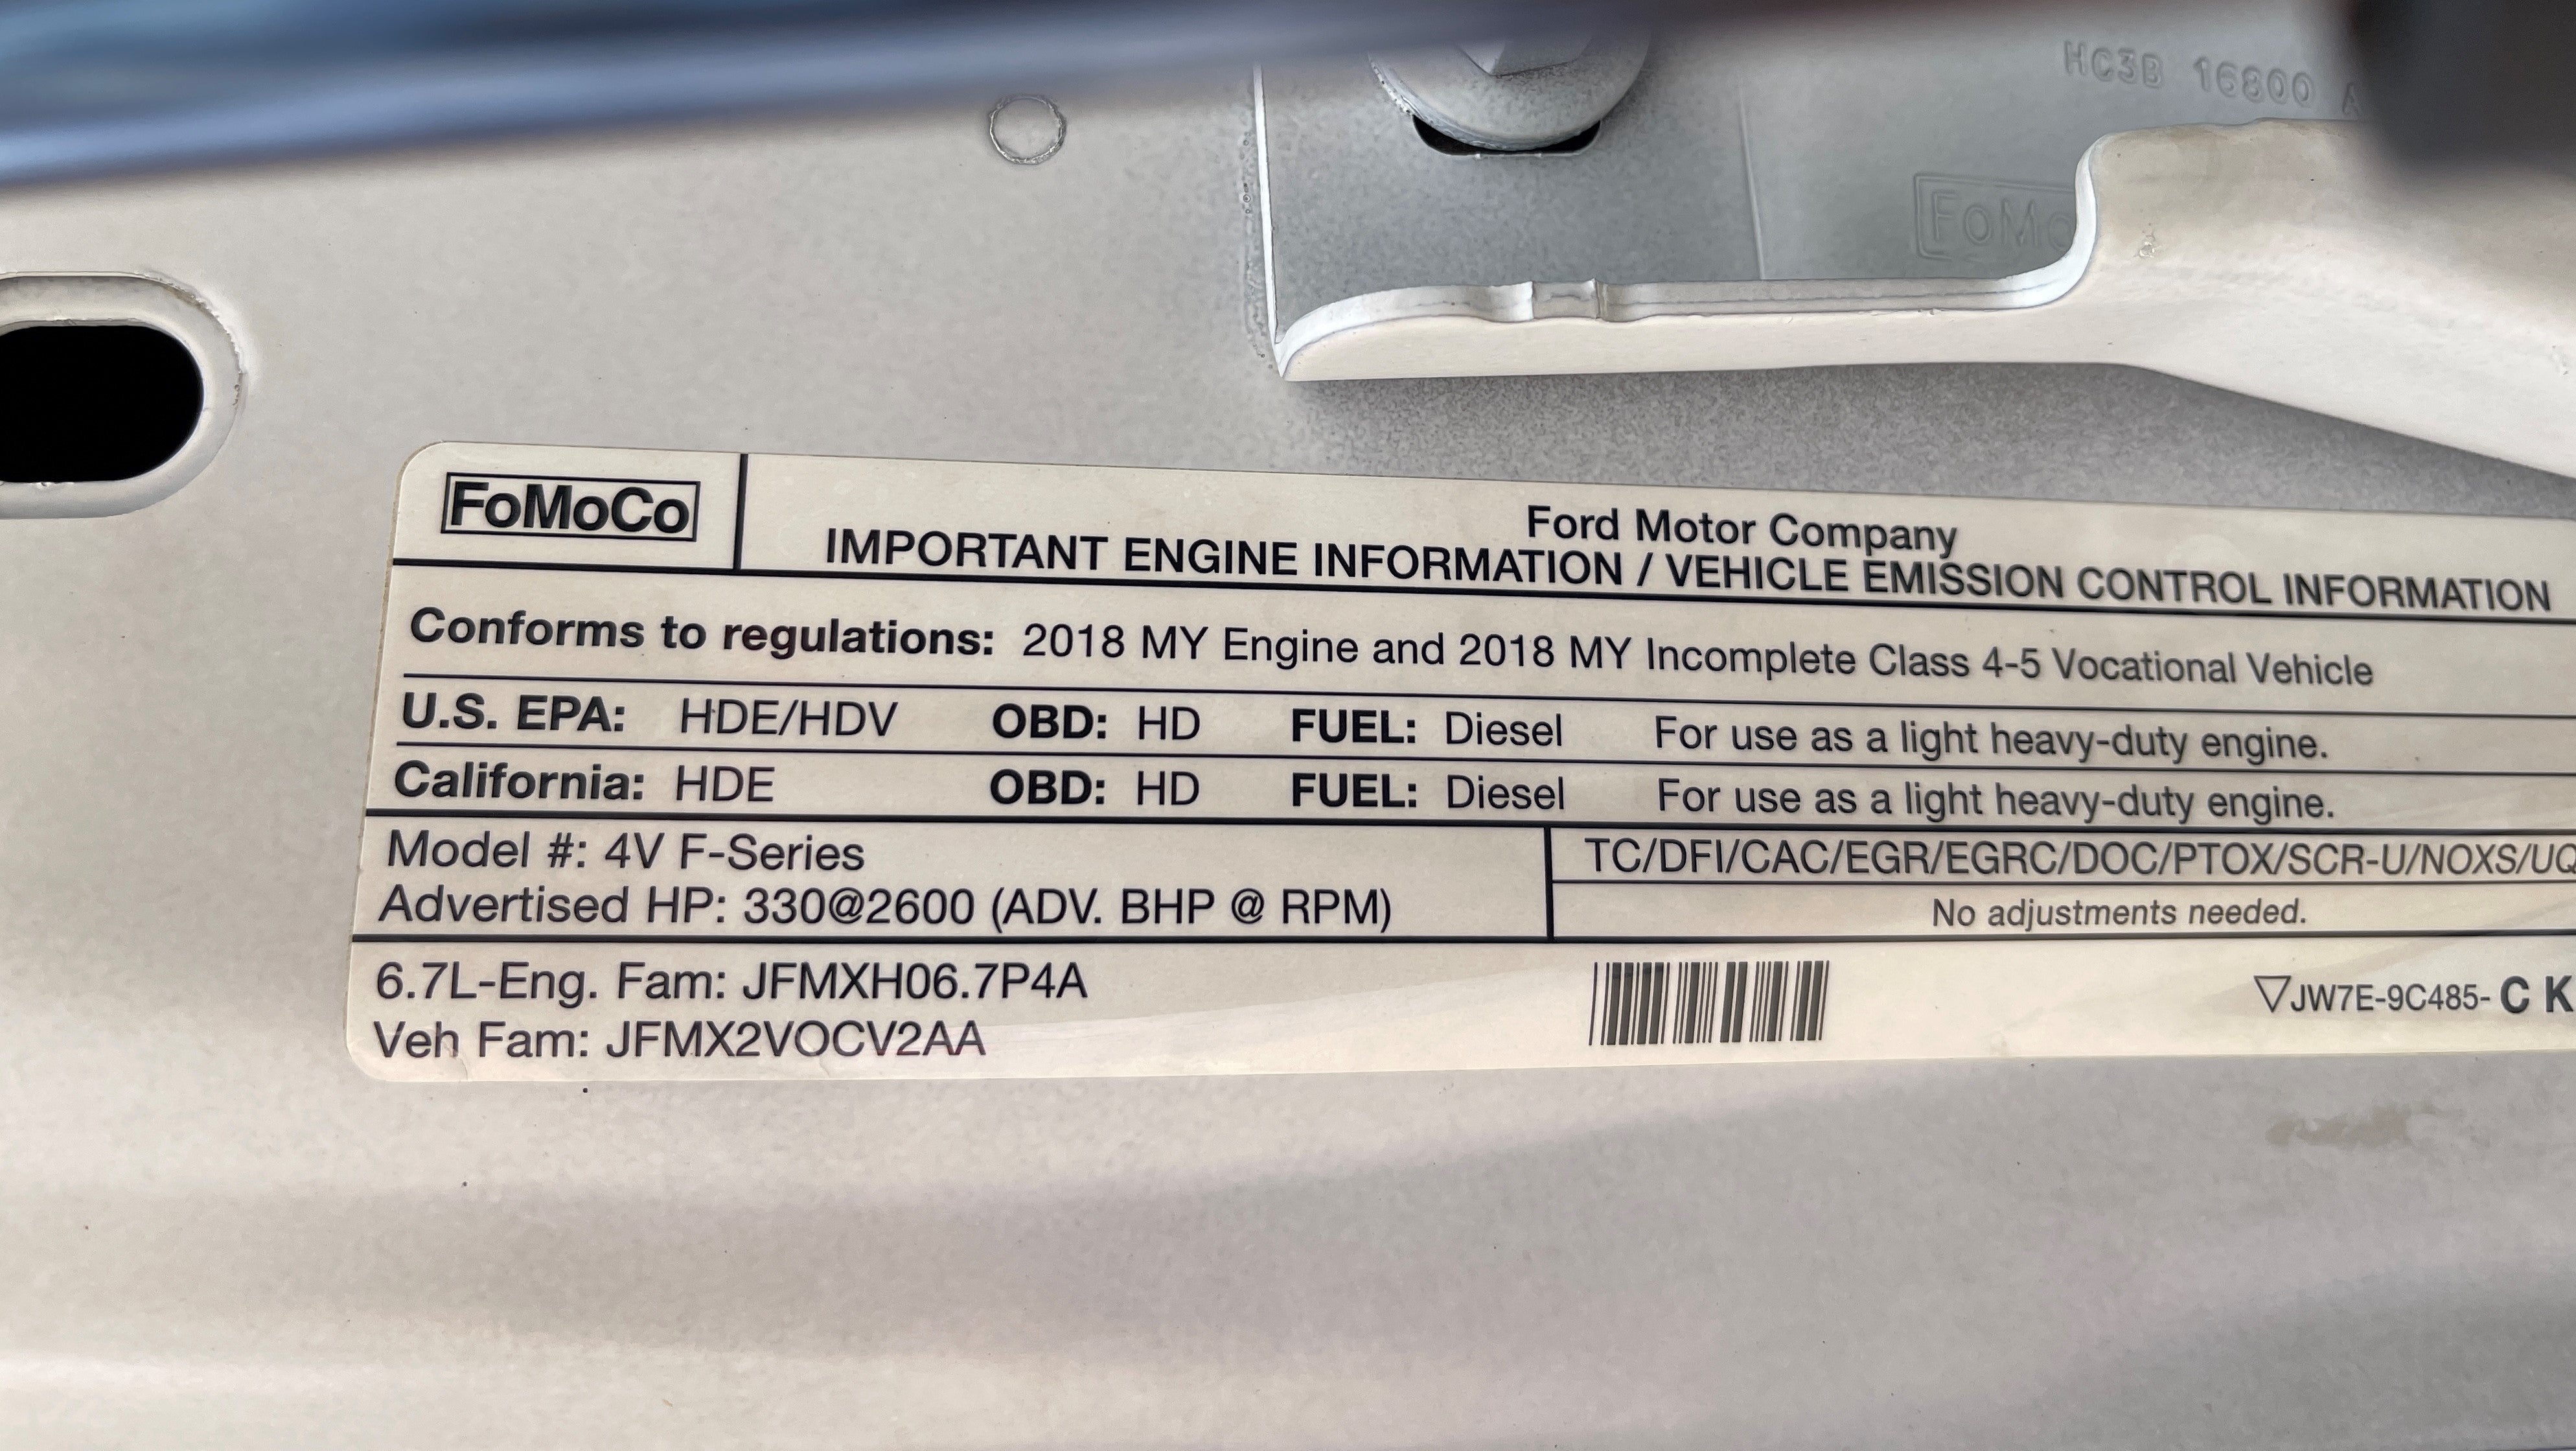 HC3B 16800
FoMo
FoMoCo
Ford Motor Company
IMPORTANT ENGINE INFORMATION / VEHICLE EMISSION CONTROL INFORMATION
Conforms to regulations: 2018 MY Engine and 2018 MY Incomplete Class 4-5 Vocational Vehicle
U.S. EPA: HDE/HDV OBD: HD FUEL: Diesel For use as a light heavy-duty engine.
California: HDE OBD: HD FUEL: Diesel For use as a light heavy-duty engine.
Model #: 4V F-Series
Advertised HP: 330@2600 (ADV. BHP @ RPM)
TC/DFI/CAC/EGR/EGRC/DOC/PTOX/SCR-U/NOXS/UQ
No adjustments needed.
6.7L-Eng. Fam: JFMXH06.7P4A
Veh Fam: JFMX2VOCV2AA
▽JW7E-9C485- C K